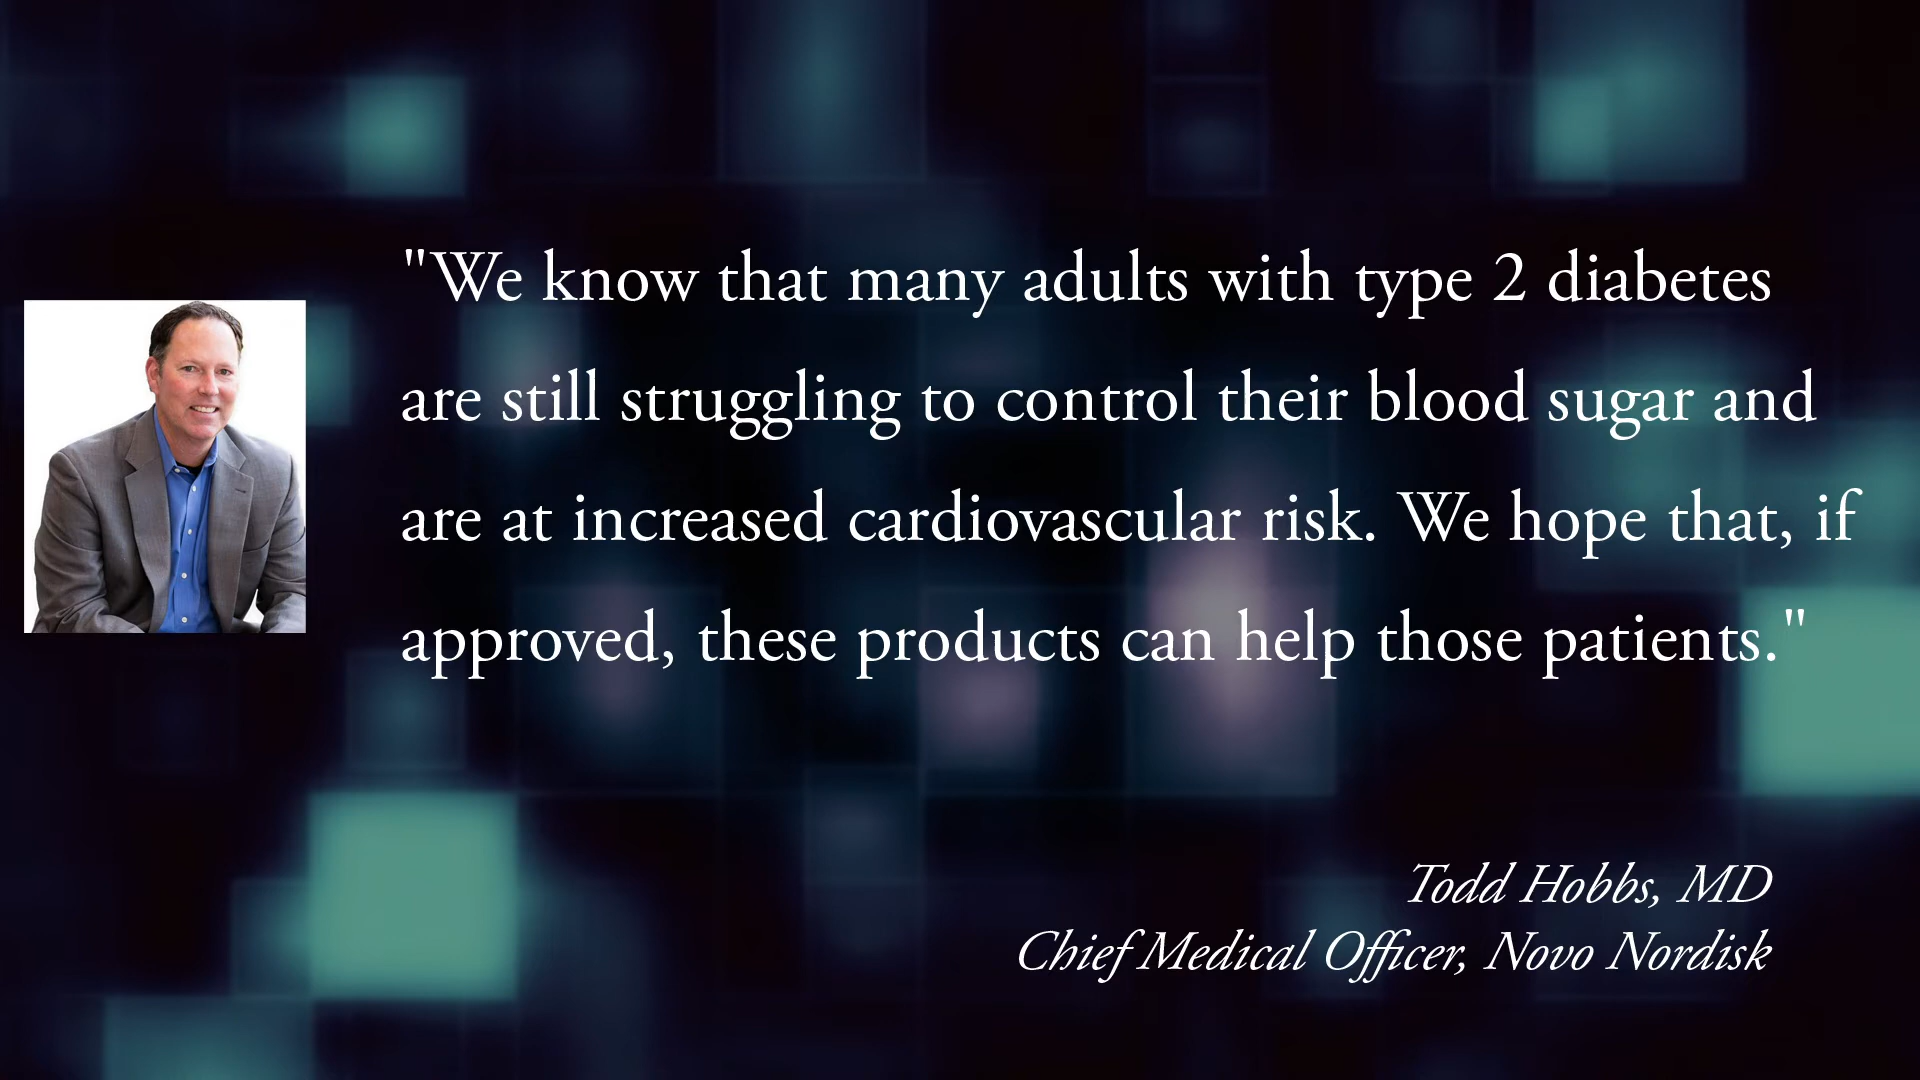 "We know that many adults with type 2 diabetes
are still struggling to control their blood sugar and
are at increased cardiovascular risk. We hope that, if
approved, these products can help those patients."
Todd Hobbs, MD
Chief Medical Officer, Novo Nordisk